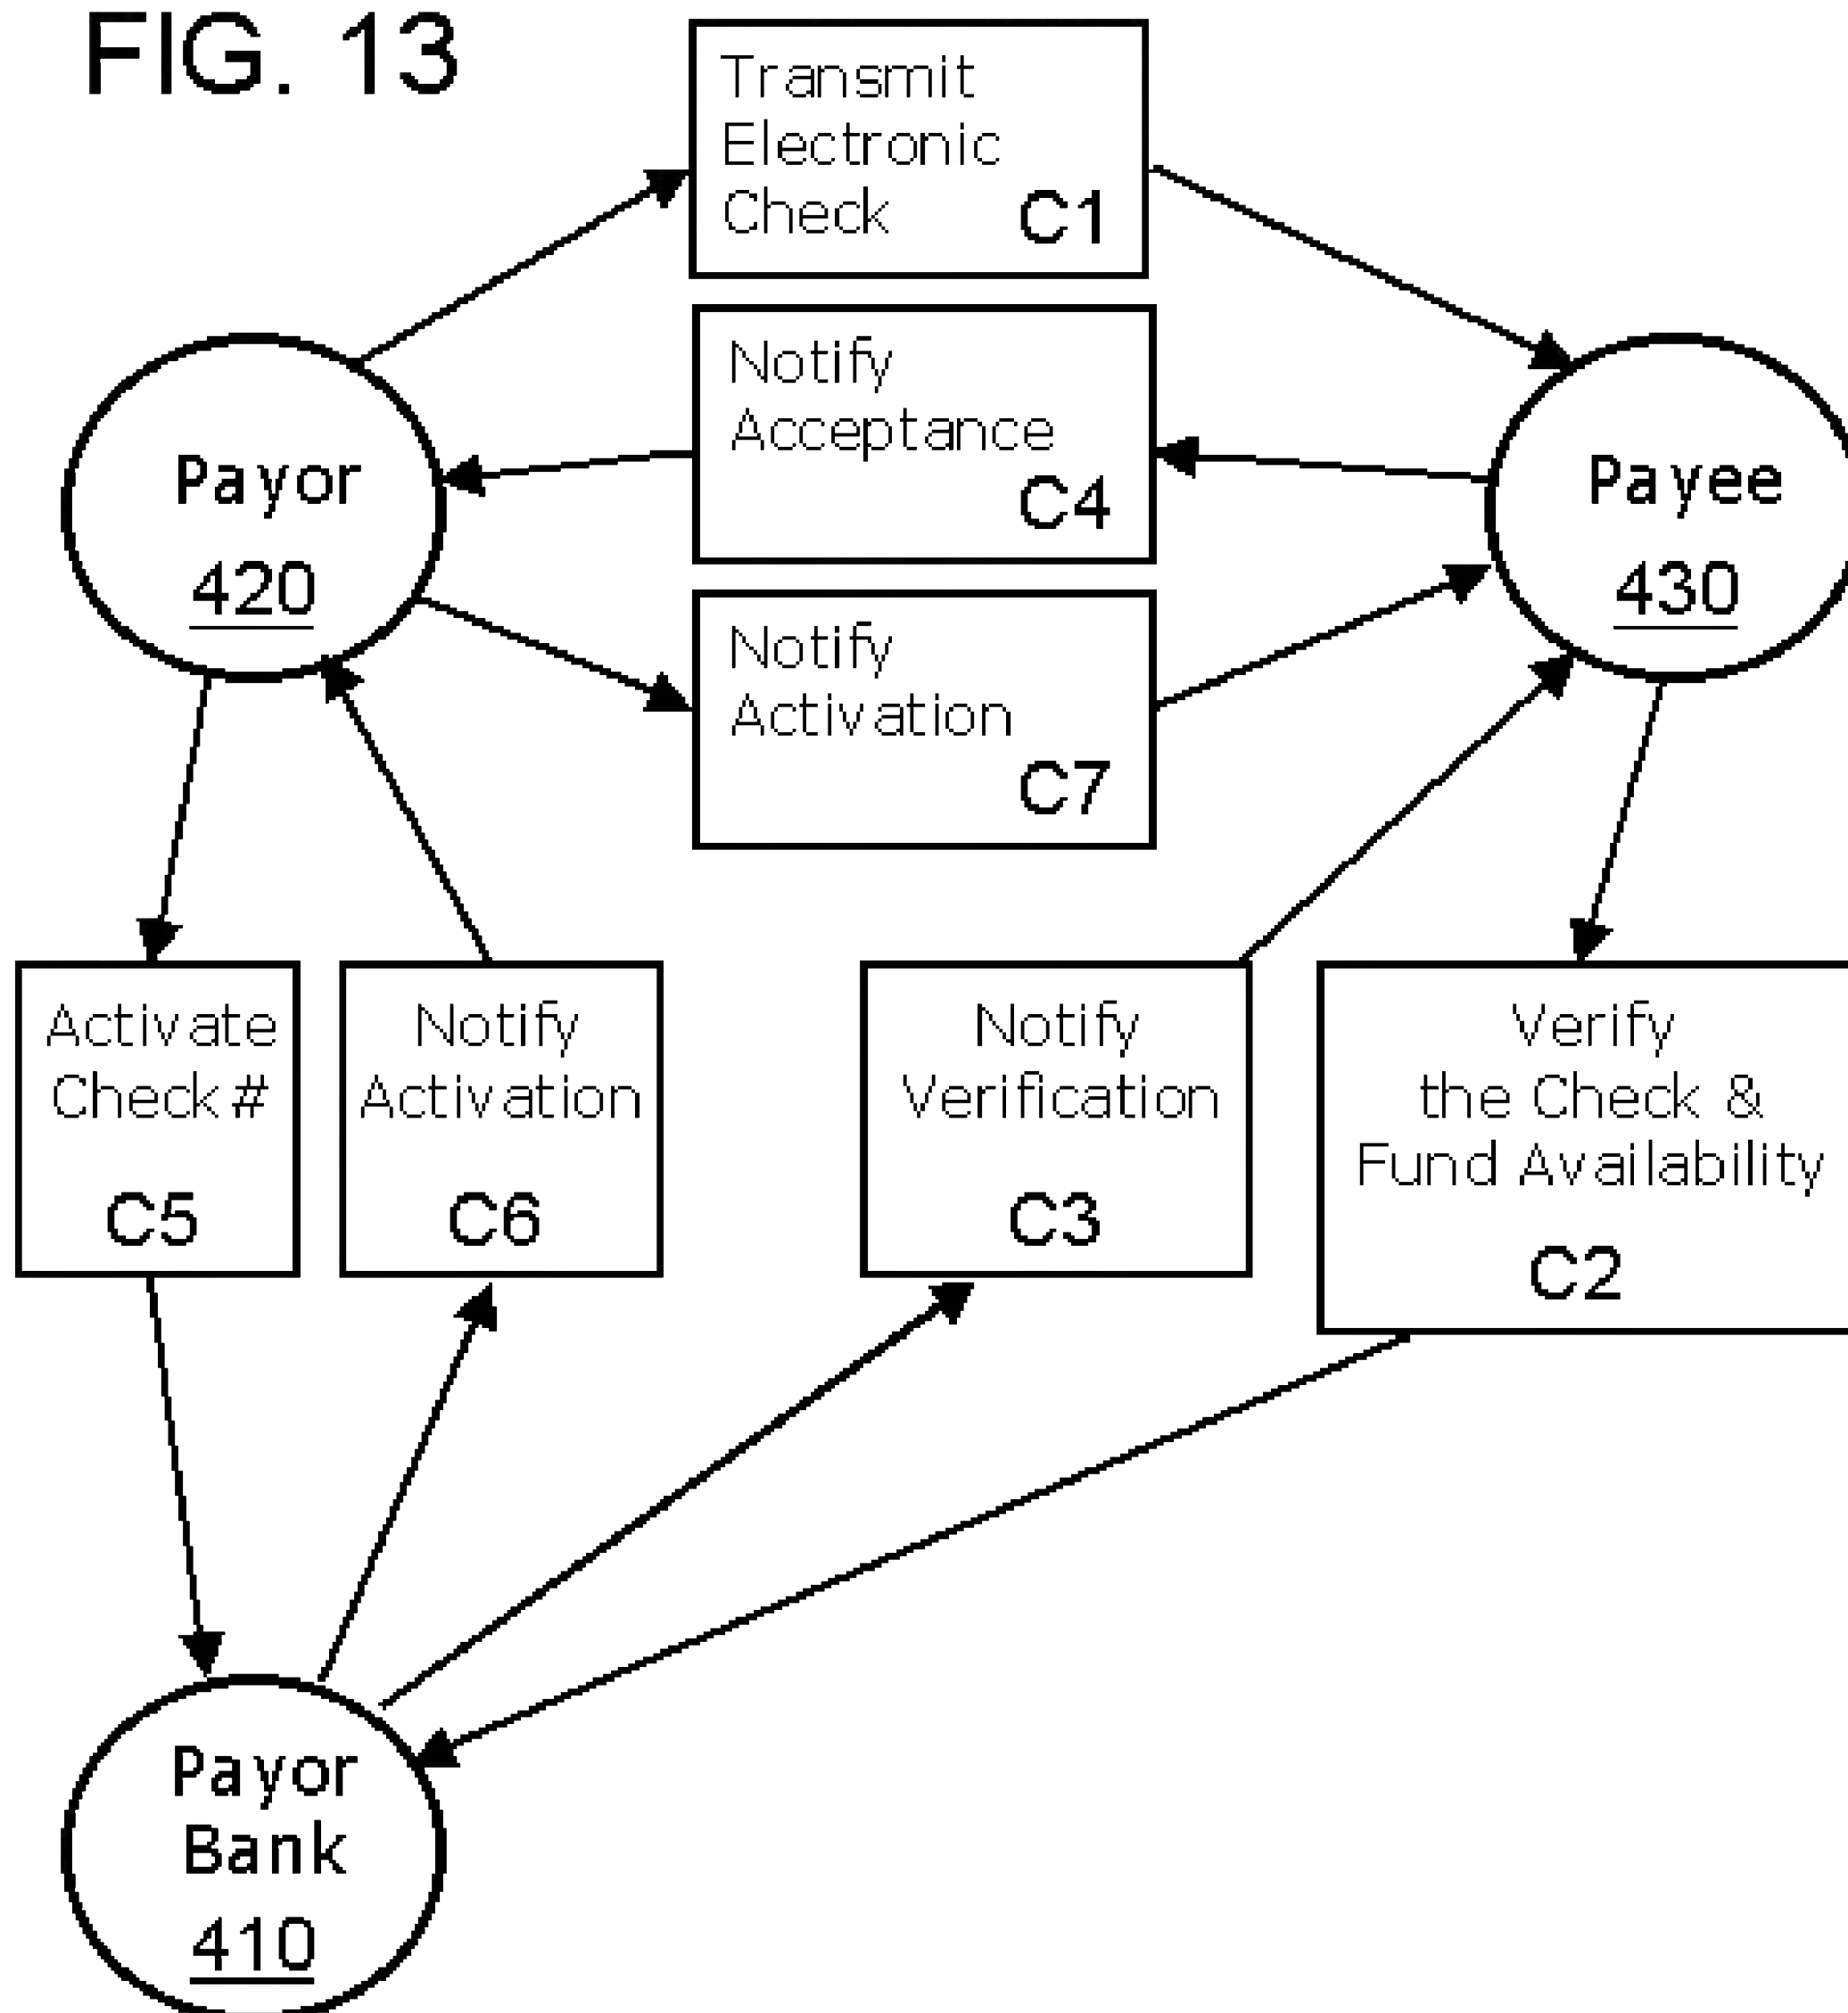 FIG. 13
Transmit
Electronic
Check C1
Notify
Acceptance
C4
Payor
420
Payee
430
Notify
Activation
C7
Activate
Check #
C5
Notify
Activation
C6
Notify
Verification
C3
Verify
the Check &
Fund Availability
C2
Payor
Bank
410